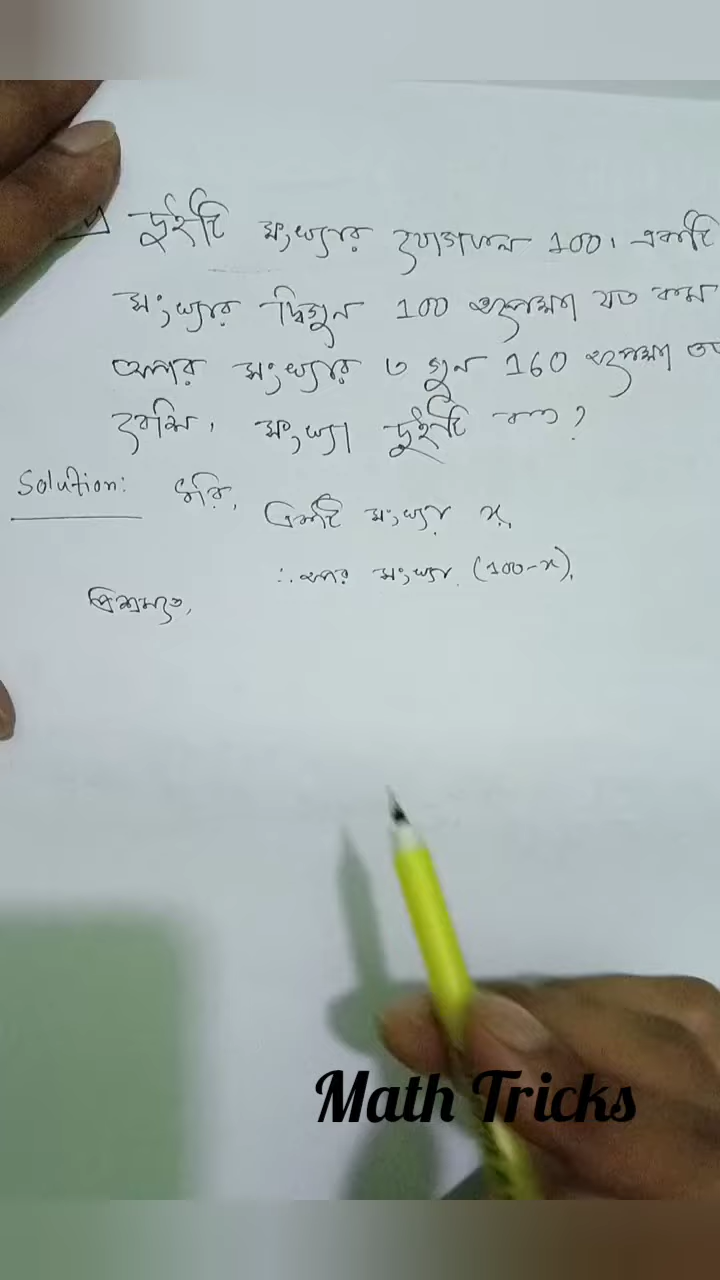 দুইটি সংখ্যার যোগফল 100। একটি
সংখ্যার দ্বিগুন 100 অপেক্ষা যত কম
অপর সংখ্যার ৩ গুন 160 অপেক্ষা তত
বেশি। সংখ্যা দুইটি কত?
Solution: ধরি,
একটি সংখ্যা x,
∴ অপর সংখ্যা (100-x),
প্রশ্নমতে,
Math Tricks